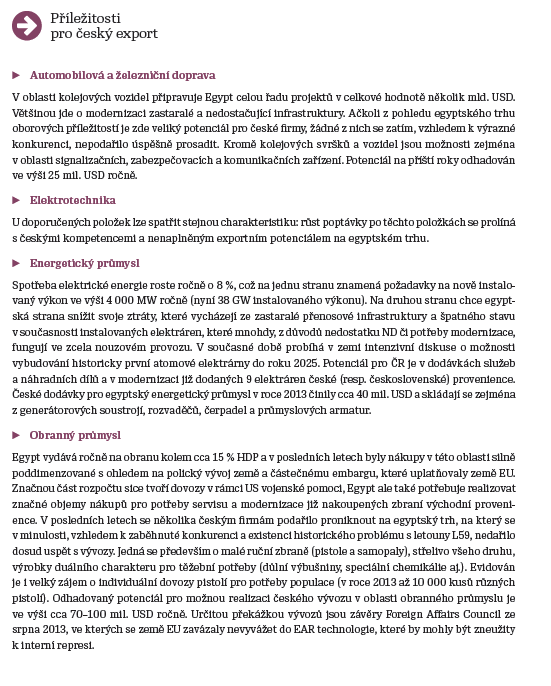 Příležitosti
pro český export
Automobilová a železniční doprava
V oblasti kolejových vozidel připravuje Egypt celou řadu projektů v celkové hodnotě několik mld. USD.
Většinou jde o modernizaci zastaralé a nedostačující infrastruktury. Ačkoli z pohledu egyptského trhu
oborových příležitostí je zde veliký potenciál pro české firmy, žádné z nich se zatím, vzhledem k výrazné
konkurenci, nepodařilo úspěšně prosadit. Kromě kolejových svršků a vozidel jsou možnosti zejména
v oblasti signalizačních, zabezpečovacích a komunikačních zařízení. Potenciál na příští roky odhadován
ve výši 25 mil. USD ročně.
Elektrotechnika
U doporučených položek lze spatřit stejnou charakteristiku: růst poptávky po těchto položkách se prolíná
s českými kompetencemi a nenaplněným exportním potenciálem na egyptském trhu.
Energetický průmysl
Spotřeba elektrické energie roste ročně o 8 %, což na jednu stranu znamená požadavky na nově instalo-
vaný výkon ve výši 4 000 MW ročně (nyní 38 GW instalovaného výkonu). Na druhou stranu chce egypt-
ská strana snížit svoje ztráty, které vycházejí ze zastaralé přenosové infrastruktury a špatného stavu
v současnosti instalovaných elektráren, které mnohdy, z důvodů nedostatku ND či potřeby modernizace,
fungují ve zcela nouzovém provozu. V současné době probíhá v zemi intenzivní diskuse o možnosti
vybudování historicky první atomové elektrárny do roku 2025. Potenciál pro ČR je v dodávkách služeb
a náhradních dílů a v modernizaci již dodaných 9 elektráren české (resp. československé) provenience.
České dodávky pro egyptský energetický průmysl v roce 2013 činily cca 40 mil. USD a skládají se zejména
z generátorových soustrojí, rozvaděčů, čerpadel a průmyslových armatur.
Obranný průmysl
Egypt vydává ročně na obranu kolem cca 15 % HDP a v posledních letech byly nákupy v této oblasti silně
poddimenzované s ohledem na polický vývoj země a částečnému embargu, které uplatňovaly země EU.
Značnou část rozpočtu sice tvoří dovozy v rámci US vojenské pomoci, Egypt ale také potřebuje realizovat
značné objemy nákupů pro potřeby servisu a modernizace již nakoupených zbraní východní proveni-
ence. V posledních letech se několika českým firmám podařilo proniknout na egyptský trh, na který se
v minulosti, vzhledem k zaběhnuté konkurenci a existenci historického problému s letouny L59, nedařilo
dosud uspět s vývozy. Jedná se především o malé ruční zbraně (pistole a samopaly), střelivo všeho druhu,
výrobky duálního charakteru pro těžební potřeby (důlní výbušniny, speciální chemikálie aj.). Evidován
je i velký zájem o individuální dovozy pistolí pro potřeby populace (v roce 2013 až 10 000 kusů různých
pistolí). Odhadovaný potenciál pro možnou realizaci českého vývozu v oblasti obranného průmyslu je
ve výši cca 70–100 mil. USD ročně. Určitou překážkou vývozů jsou závěry Foreign Affairs Council ze
srpna 2013, ve kterých se země EU zavázaly nevyvážet do EAR technologie, které by mohly být zneužity
k interní represi.